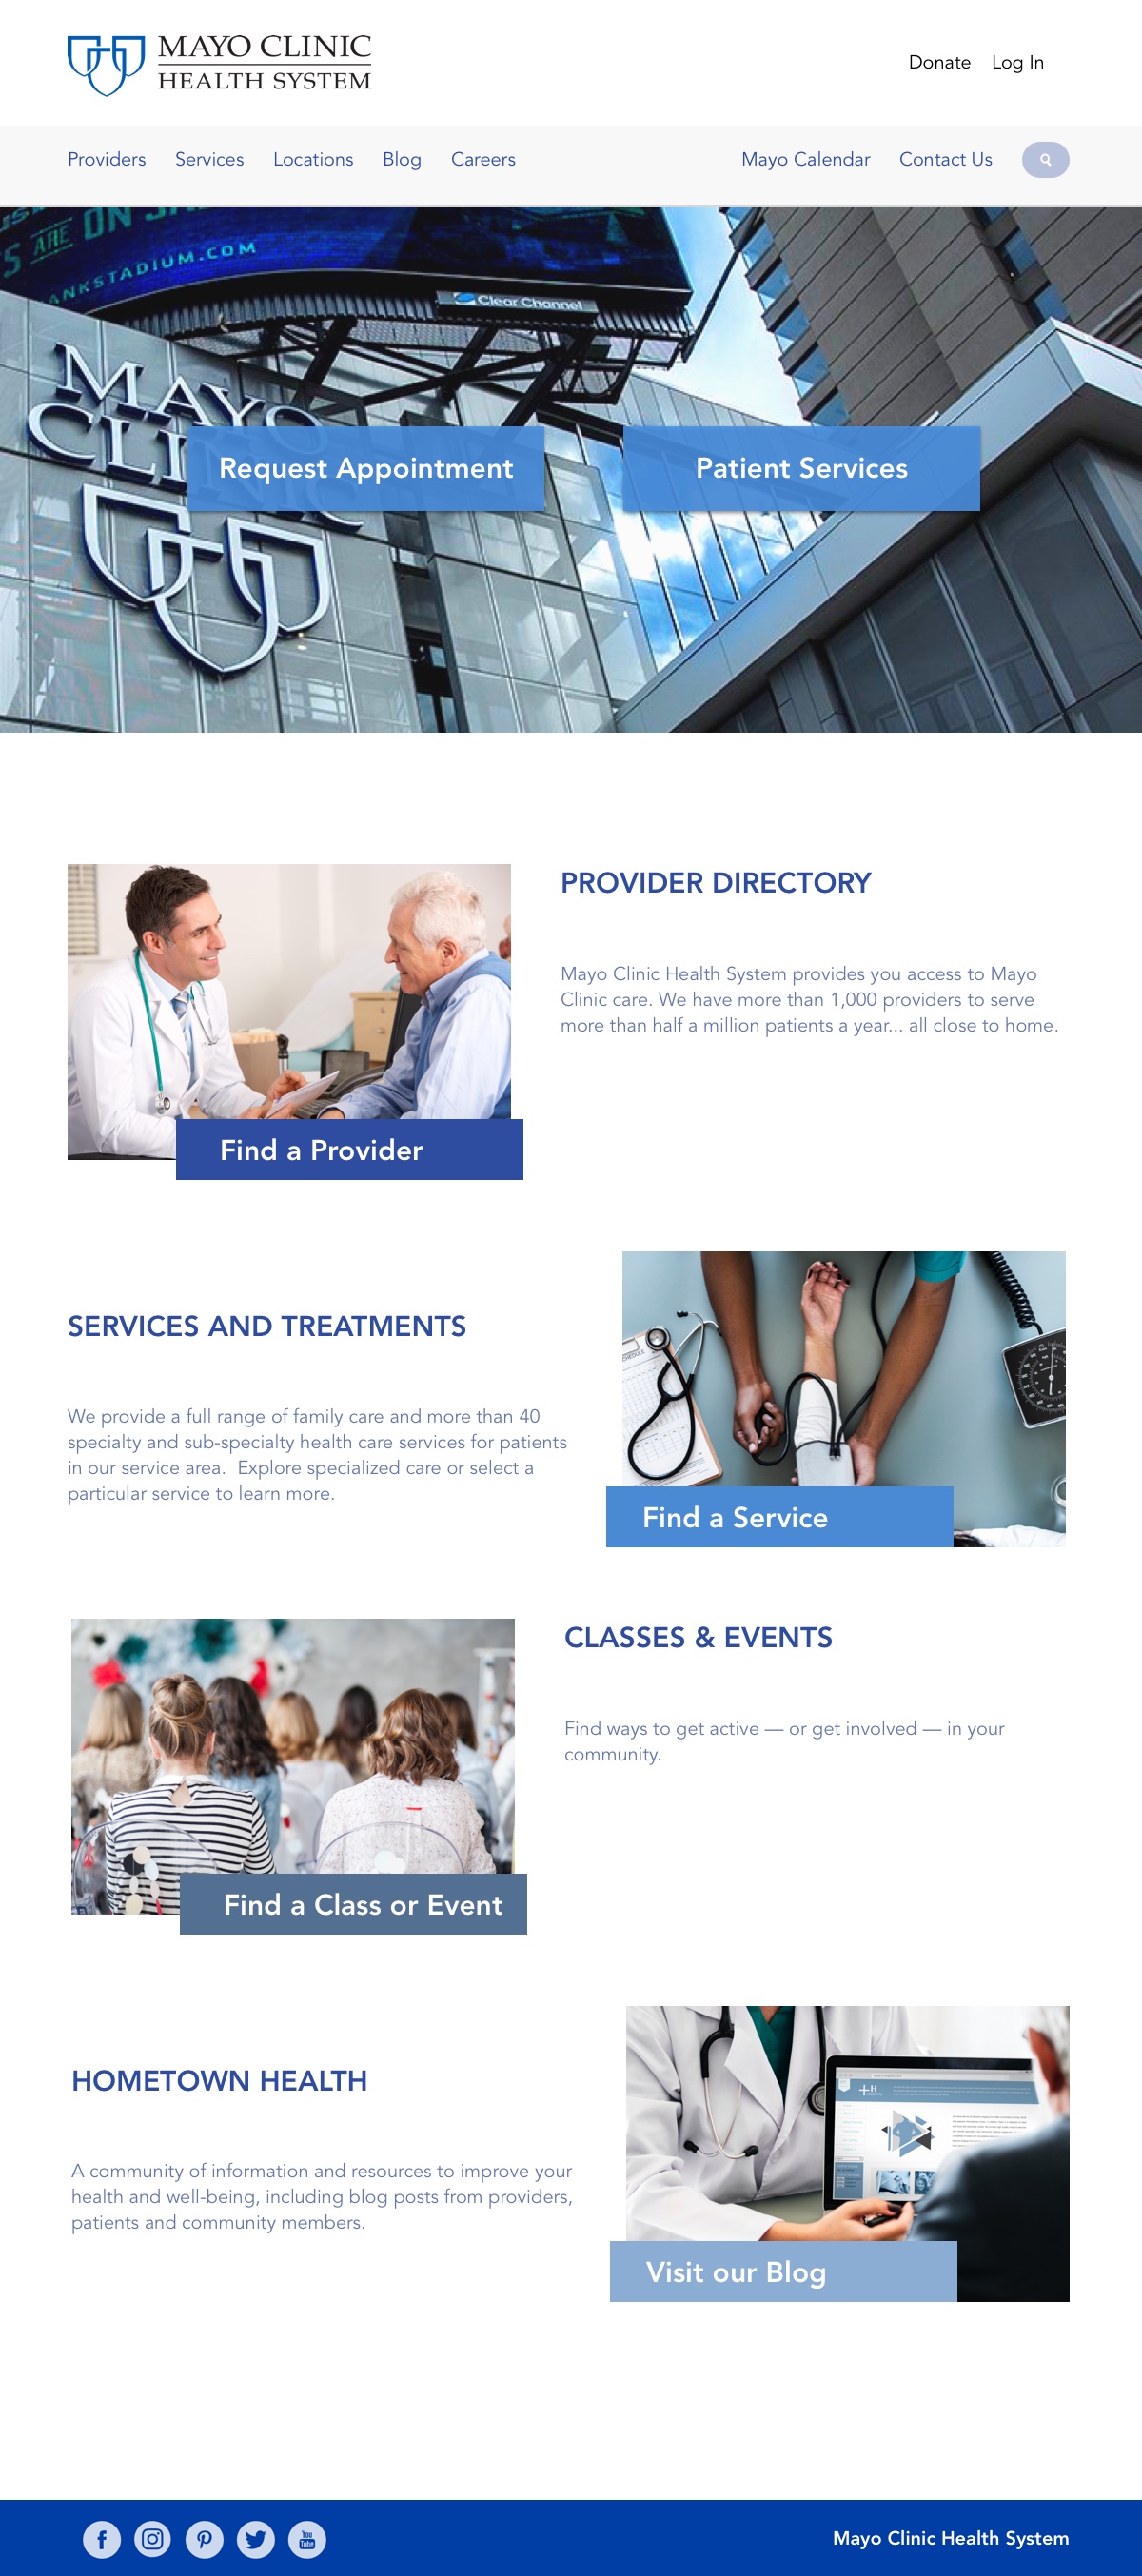 MAYO CLINIC
HEALTH SYSTEM
Donate Log In
Providers Services Locations Blog Careers Mayo Calendar Contact Us
ARE ON
ANKSTADIUM.COM
Clear Channel
MAYO
CLINIC
Request Appointment
Patient Services
PROVIDER DIRECTORY
Mayo Clinic Health System provides you access to Mayo
Clinic care. We have more than 1,000 providers to serve
more than half a million patients a year... all close to home.
Find a Provider
SERVICES AND TREATMENTS
We provide a full range of family care and more than 40
specialty and sub-specialty health care services for patients
in our service area.  Explore specialized care or select a
particular service to learn more.
SCHEDULE
Find a Service
CLASSES & EVENTS
Find ways to get active — or get involved — in your
community.
Find a Class or Event
HOMETOWN HEALTH
A community of information and resources to improve your
health and well-being, including blog posts from providers,
patients and community members.
+H
Visit our Blog
You
Tube
Mayo Clinic Health System